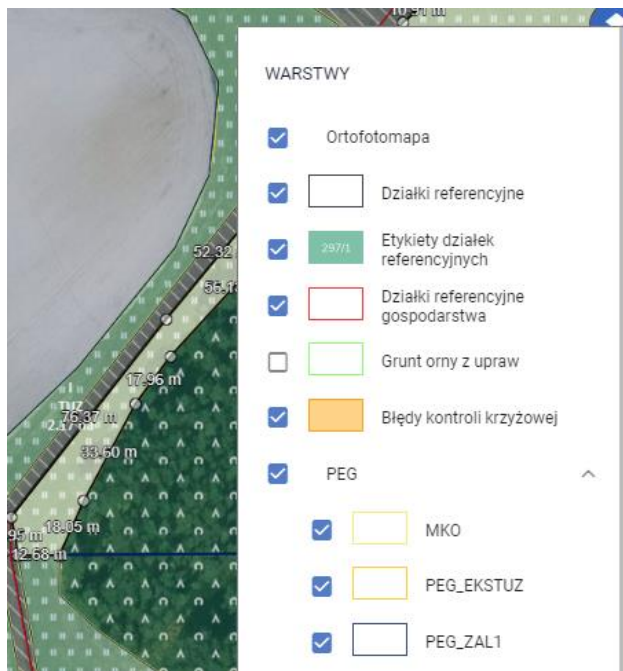 WARSTWY
Ortofotomapa
Działki referencyjne
297/1
Etykiety działek
referencyjnych
Działki referencyjne
gospodarstwa
Grunt orny z upraw
Błędy kontroli krzyżowej
PEG
MKO
PEG_EKSTUZ
PEG_ZAL1
52.32
17.96 m
TUZ
76.37 m
33.60 m
18.05 m
12.68 m